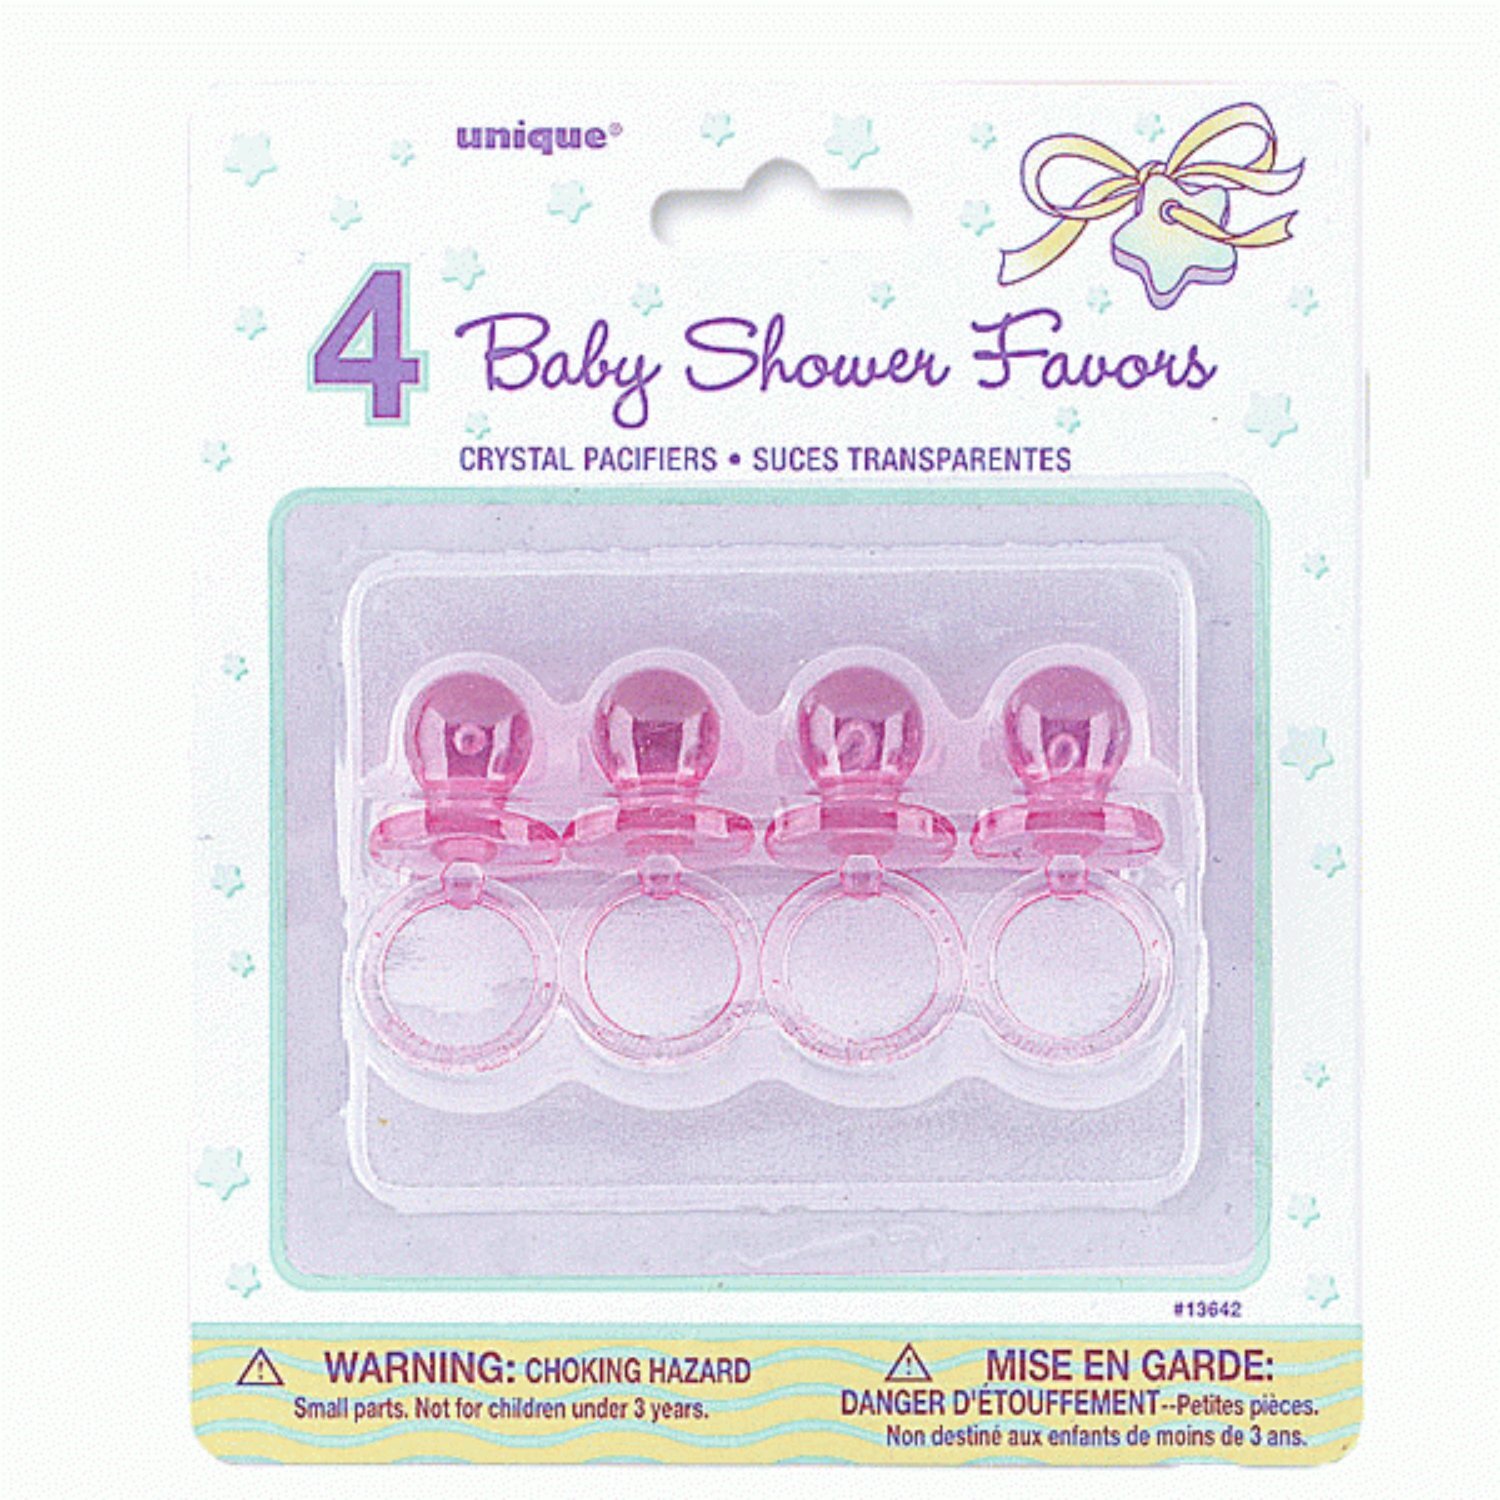 unique®
4 Baby Shower Favors
CRYSTAL PACIFIERS • SUCES TRANSPARENTES
#13642
⚠ WARNING: CHOKING HAZARD
Small parts. Not for children under 3 years.
⚠ MISE EN GARDE:
DANGER D'ÉTOUFFEMENT--Petites pièces.
Non destiné aux enfants de moins de 3 ans.